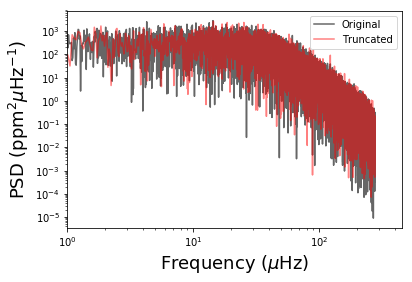 Original
Truncated
10³
10²
10¹
10⁰
10⁻¹
10⁻²
10⁻³
10⁻⁴
10⁻⁵
PSD (ppm²μHz⁻¹)
10⁰ 10¹ 10²
Frequency (μHz)